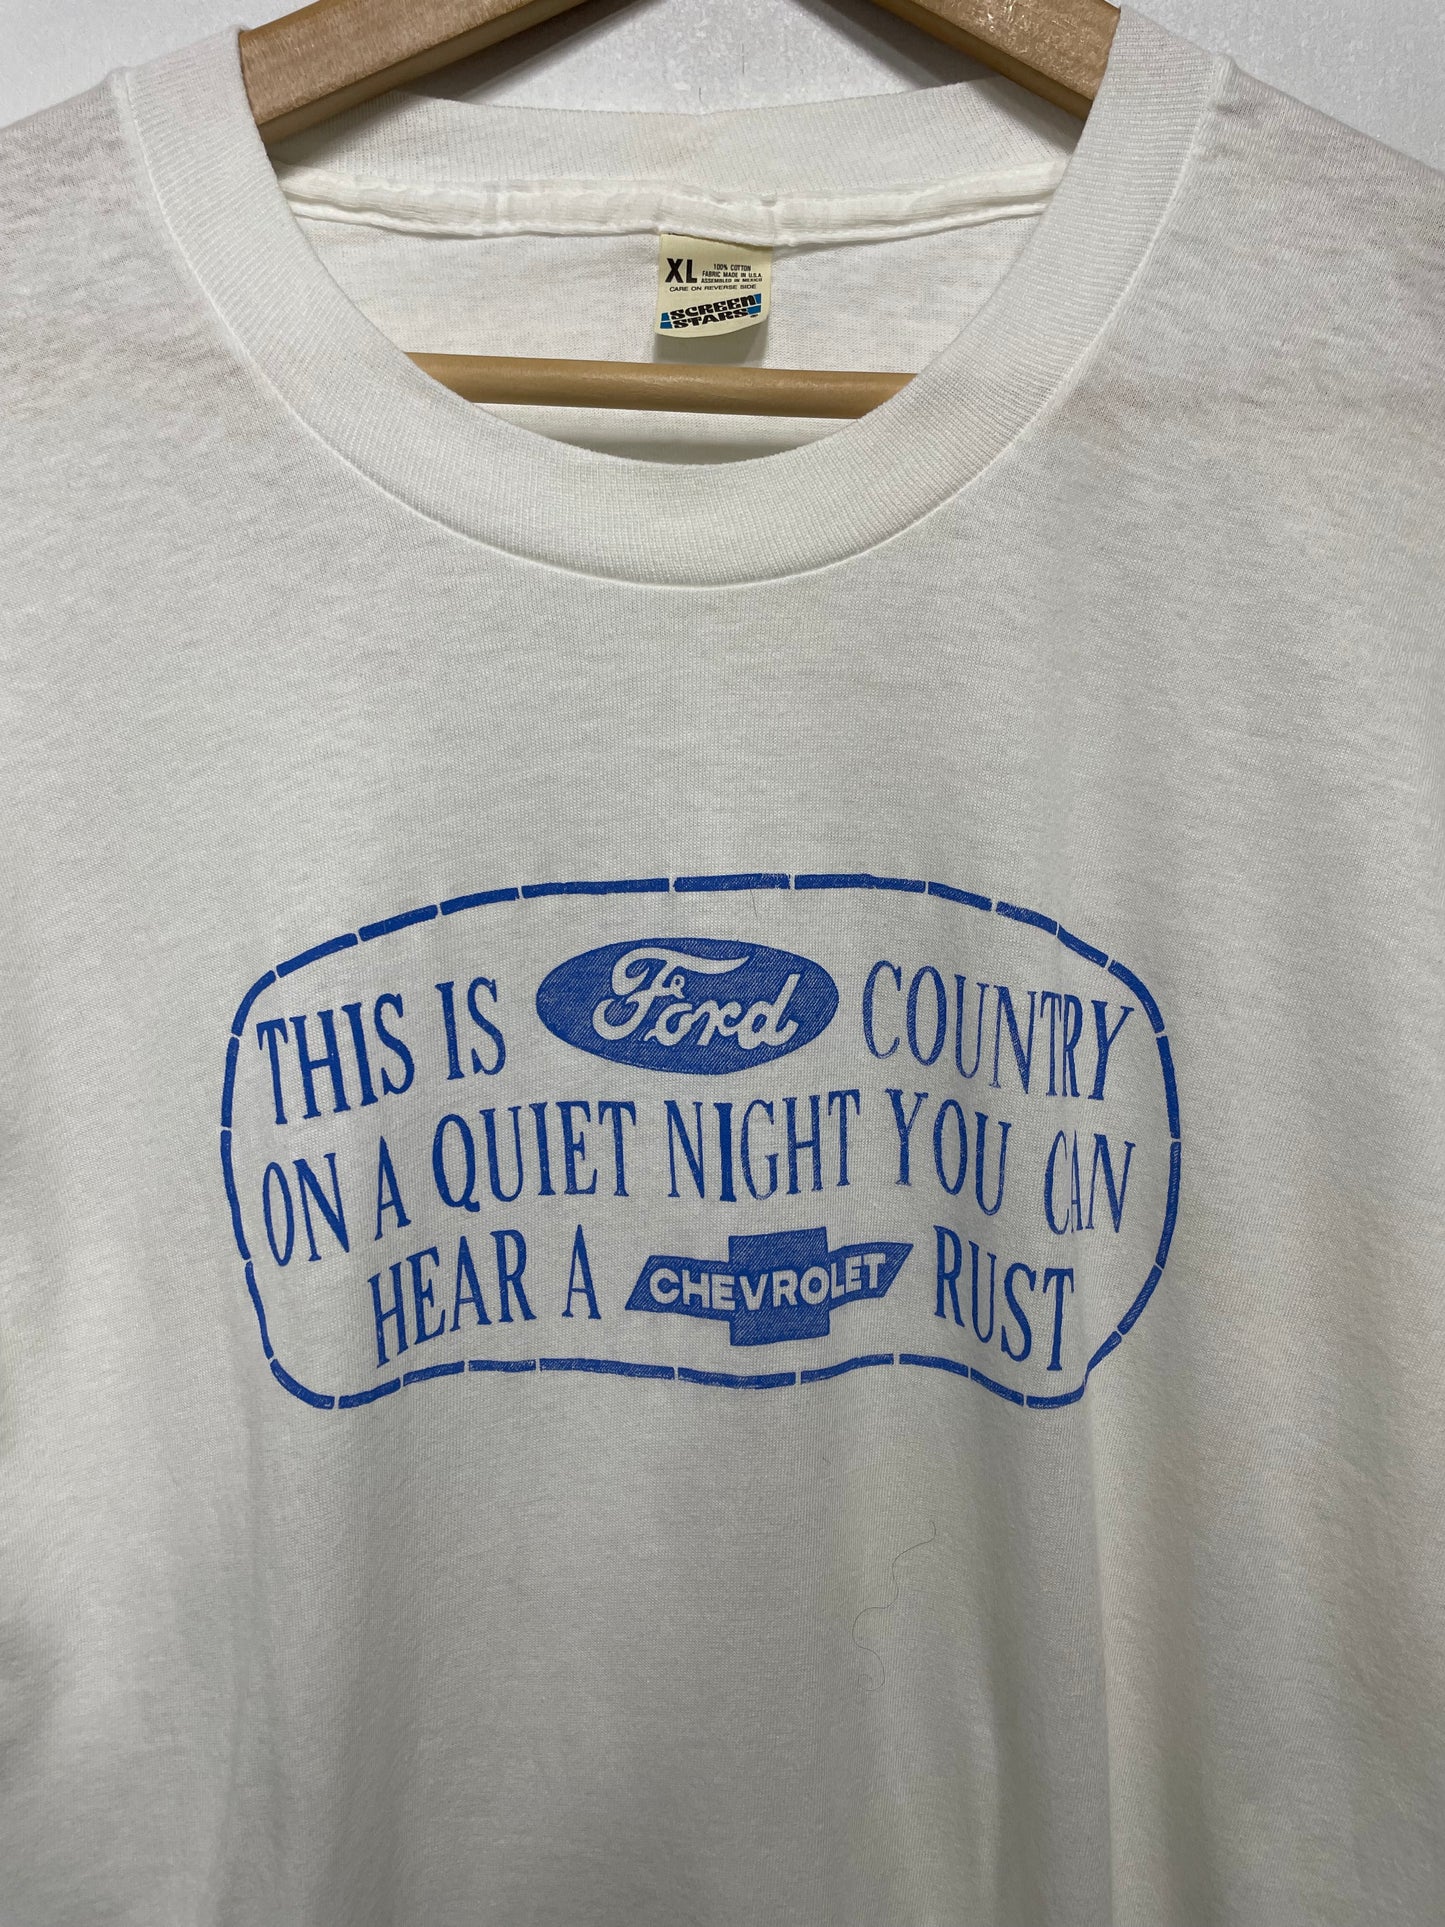 XL
100% COTTON
FABRIC MADE IN U.S.A.
ASSEMBLED IN MEXICO
CARE ON REVERSE SIDE
SCREEN
STARS
THIS IS Ford COUNTRY
ON A QUIET NIGHT YOU CAN
HEAR A CHEVROLET RUST